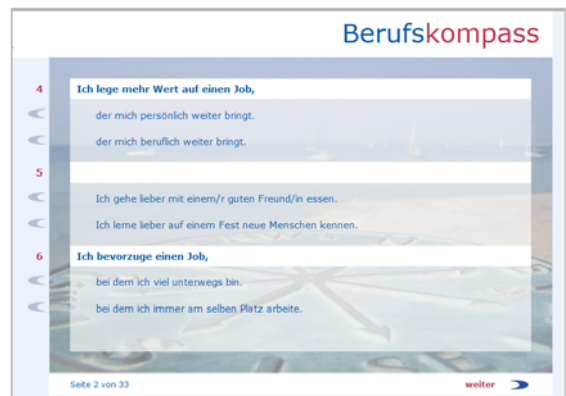 Berufskompass
4 Ich lege mehr Wert auf einen Job,
der mich persönlich weiter bringt.
der mich beruflich weiter bringt.
5
Ich gehe lieber mit einem/r guten Freund/in essen.
Ich lerne lieber auf einem Fest neue Menschen kennen.
6 Ich bevorzuge einen Job,
bei dem ich viel unterwegs bin.
bei dem ich immer am selben Platz arbeite.
Seite 2 von 33 weiter